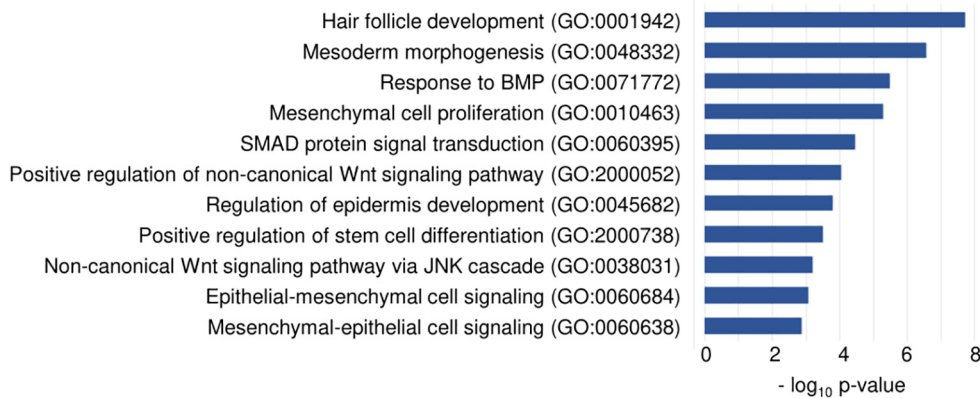 Hair follicle development (GO:0001942)
Mesoderm morphogenesis (GO:0048332)
Response to BMP (GO:0071772)
Mesenchymal cell proliferation (GO:0010463)
SMAD protein signal transduction (GO:0060395)
Positive regulation of non-canonical Wnt signaling pathway (GO:2000052)
Regulation of epidermis development (GO:0045682)
Positive regulation of stem cell differentiation (GO:2000738)
Non-canonical Wnt signaling pathway via JNK cascade (GO:0038031)
Epithelial-mesenchymal cell signaling (GO:0060684)
Mesenchymal-epithelial cell signaling (GO:0060638)
0 2 4 6 8
- log₁₀ p-value